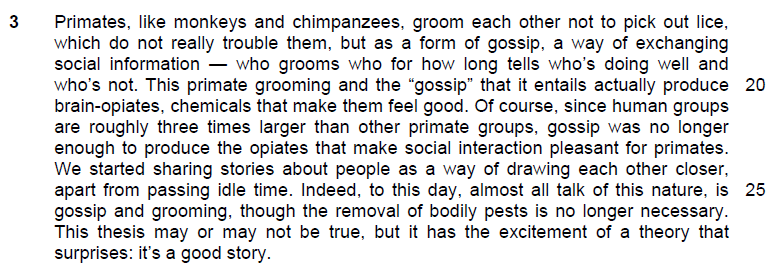 3 Primates, like monkeys and chimpanzees, groom each other not to pick out lice,
which do not really trouble them, but as a form of gossip, a way of exchanging
social information — who grooms who for how long tells who's doing well and
who's not. This primate grooming and the “gossip” that it entails actually produce 20
brain-opiates, chemicals that make them feel good. Of course, since human groups
are roughly three times larger than other primate groups, gossip was no longer
enough to produce the opiates that make social interaction pleasant for primates.
We started sharing stories about people as a way of drawing each other closer,
apart from passing idle time. Indeed, to this day, almost all talk of this nature, is 25
gossip and grooming, though the removal of bodily pests is no longer necessary.
This thesis may or may not be true, but it has the excitement of a theory that
surprises: it's a good story.